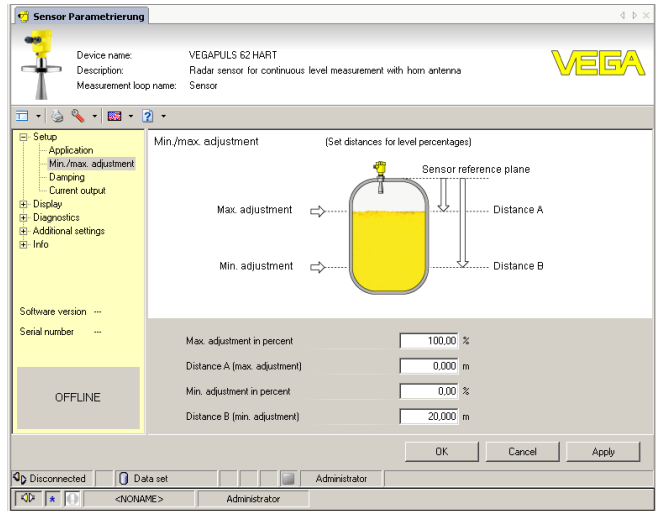 Sensor Parametrierung
Device name: VEGAPULS 62 HART
Description: Radar sensor for continuous level measurement with horn antenna
Measurement loop name: Sensor
VEGA
Setup
Application
Min./max. adjustment
Damping
Current output
Display
Diagnostics
Additional settings
Info
Software version ---
Serial number ---
OFFLINE
Min./max. adjustment (Set distances for level percentages)
Sensor reference plane
Max. adjustment Distance A
Min. adjustment Distance B
Max. adjustment in percent 100,00 %
Distance A (max. adjustment) 0,000 m
Min. adjustment in percent 0,00 %
Distance B (min. adjustment) 20,000 m
OK Cancel Apply
Disconnected Data set Administrator
<NONAME> Administrator